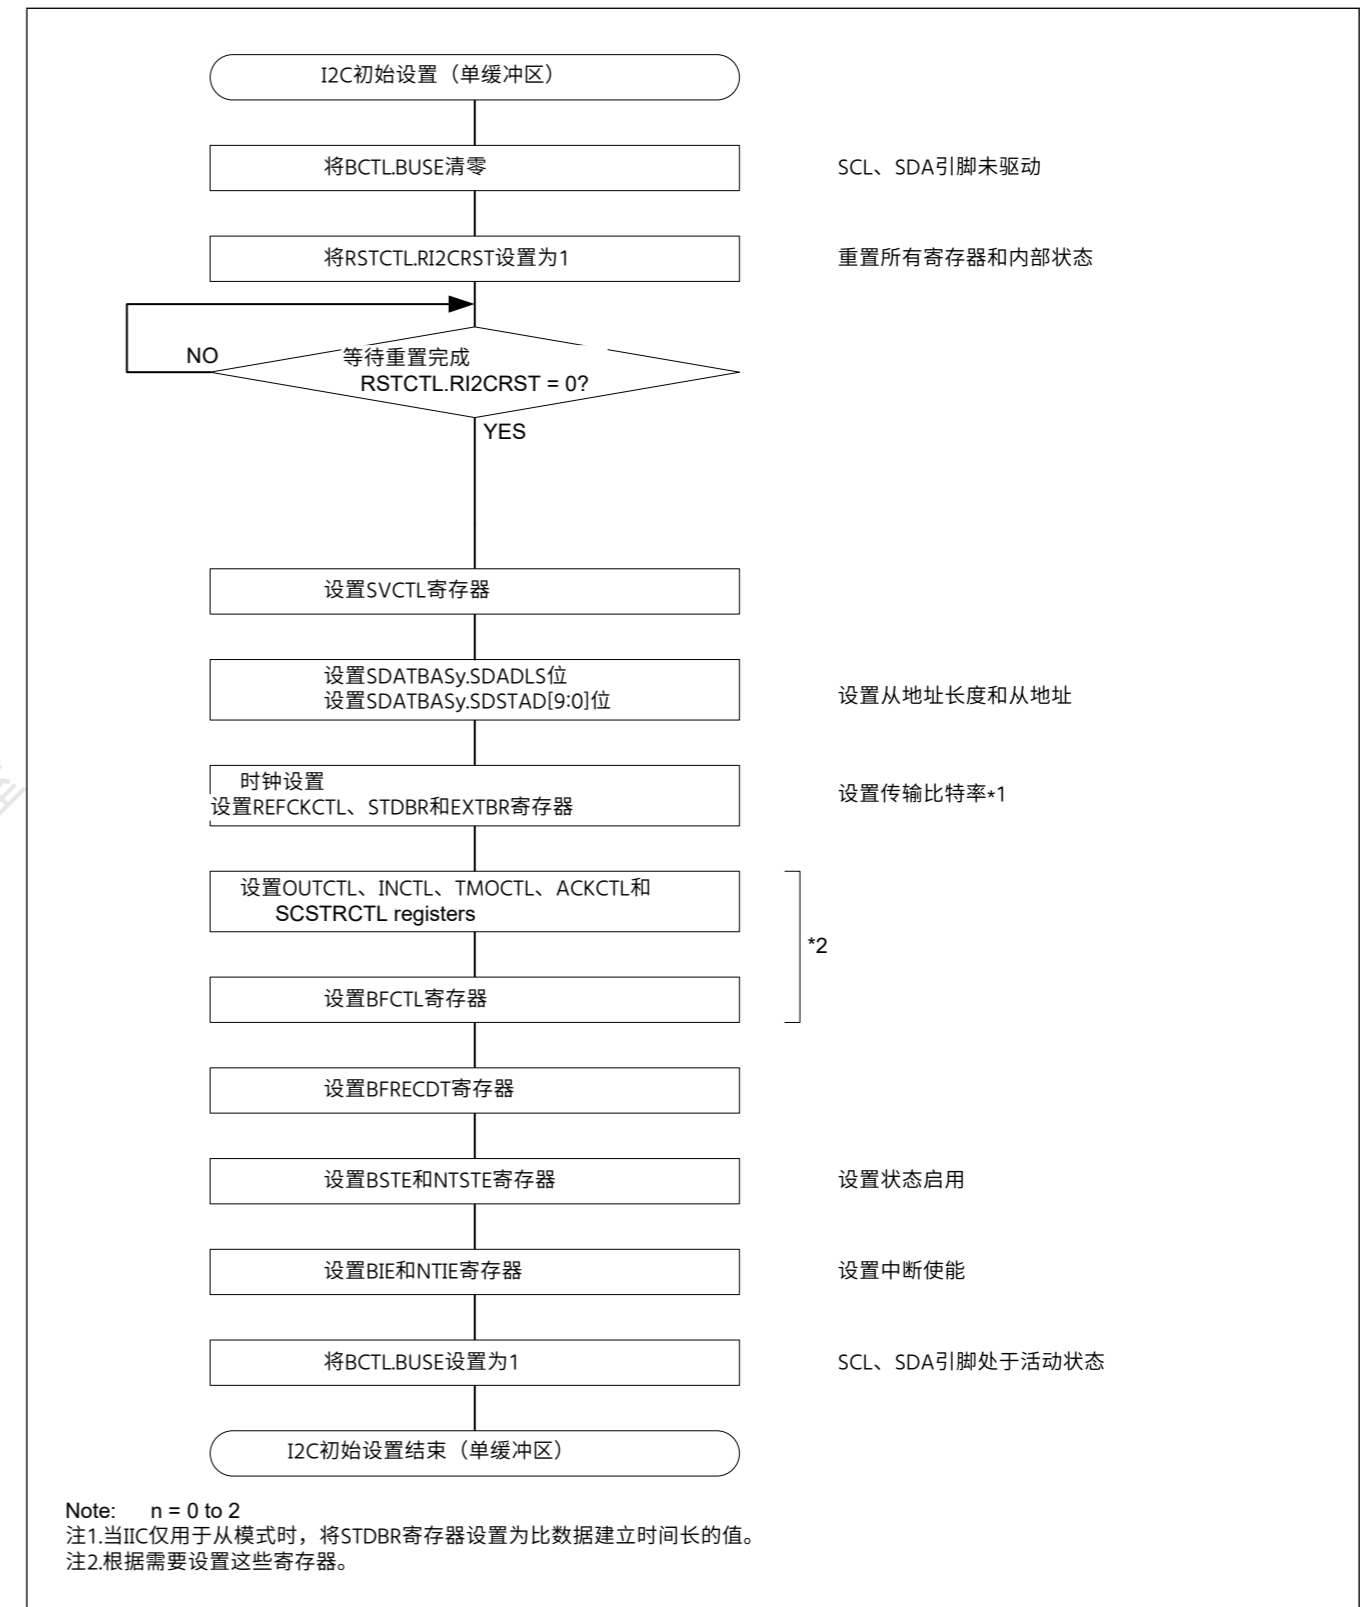 I2C初始设置（单缓冲区）
将BCTL.BUSE清零
SCL、SDA引脚未驱动
将RSTCTL.RI2CRST设置为1
重置所有寄存器和内部状态
NO
等待重置完成
RSTCTL.RI2CRST = 0?
YES
设置SVCTL寄存器
设置SDATBASy.SDADLS位
设置SDATBASy.SDSTAD[9:0]位
设置从地址长度和从地址
时钟设置
设置REFCKCTL、STDBR和EXTBR寄存器
设置传输比特率*1
设置OUTCTL、INCTL、TMOCTL、ACKCTL和
SCSTRCTL registers
*2
设置BFCTL寄存器
设置BFRECDT寄存器
设置BSTE和NTSTE寄存器
设置状态启用
设置BIE和NTIE寄存器
设置中断使能
将BCTL.BUSE设置为1
SCL、SDA引脚处于活动状态
I2C初始设置结束（单缓冲区）
Note: n = 0 to 2
注1.当IIC仅用于从模式时，将STDBR寄存器设置为比数据建立时间长的值。
注2.根据需要设置这些寄存器。